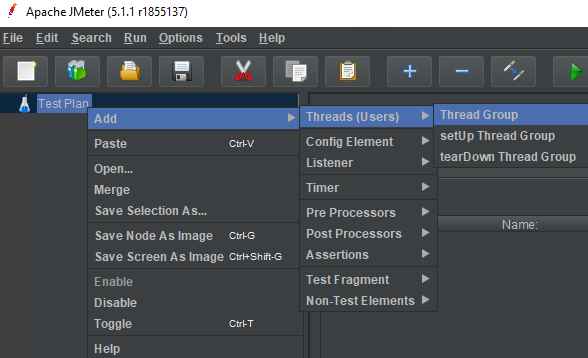 Apache JMeter (5.1.1 r1855137)
File Edit Search Run Options Tools Help
Test Plan
Add
Paste Ctrl-V
Open...
Merge
Save Selection As...
Save Node As Image Ctrl-G
Save Screen As Image Ctrl+Shift-G
Enable
Disable
Toggle Ctrl-T
Help
Threads (Users)
Config Element
Listener
Timer
Pre Processors
Post Processors
Assertions
Test Fragment
Non-Test Elements
Thread Group
setUp Thread Group
tearDown Thread Group
Name: